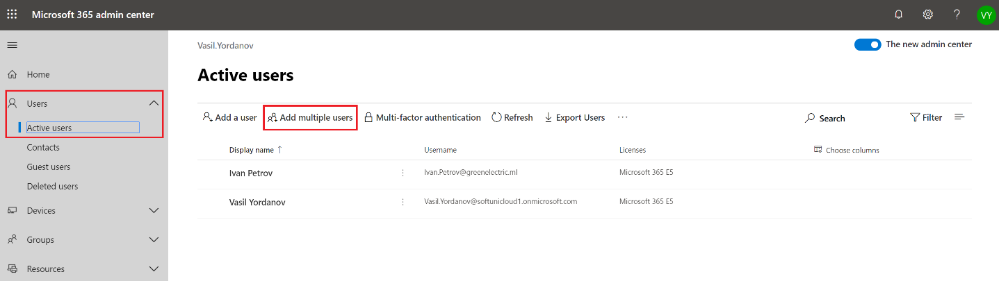 Microsoft 365 admin center
?
VY
Vasil.Yordanov
The new admin center
Home
Users
Active users
Contacts
Guest users
Deleted users
Devices
Groups
Resources
Active users
Add a user Add multiple users Multi-factor authentication Refresh Export Users ··· Search Filter
Display name ↑ Username Licenses Choose columns
Ivan Petrov Ivan.Petrov@greenelectric.ml Microsoft 365 E5
Vasil Yordanov Vasil.Yordanov@softunicloud1.onmicrosoft.com Microsoft 365 E5